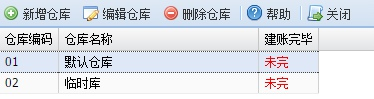 新增仓库 编辑仓库 删除仓库 帮助 关闭
仓库编码 仓库名称 建账完毕
01 默认仓库 未完
02 临时库 未完